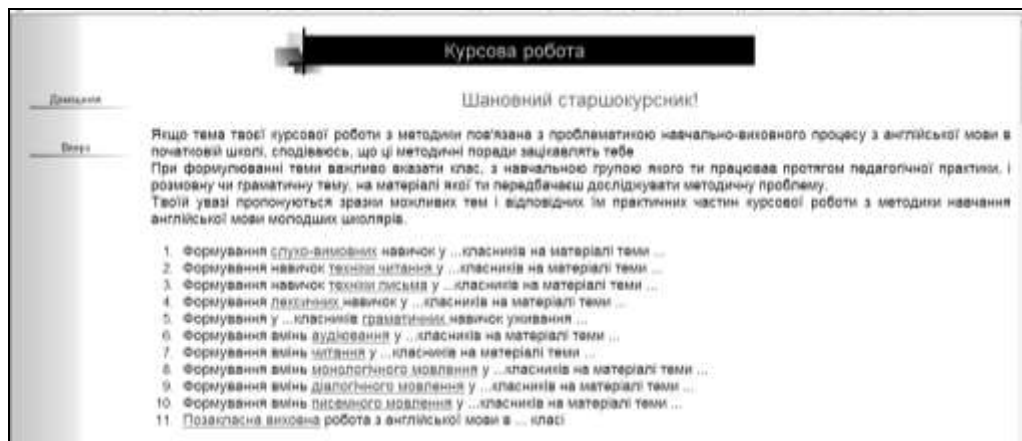 Курсова робота
Шановний старшокурсник!
Домашняя
Вверх
Якщо тема твоєї курсової роботи з методики пов'язана з проблематикою навчально-виховного процесу з англійської мови в
початковій школі, сподіваюсь, що ці методичні поради зацікавлять тебе
При формулюванні теми важливо вказати клас, з навчальною групою якого ти працював протягом педагогічної практики, і
розмовну чи граматичну тему, на матеріалі якої ти передбачаєш досліджувати методичну проблему.
Твоїй увазі пропонуються зразки можливих тем і відповідних їм практичних частин курсової роботи з методики навчання
англійської мови молодших школярів.
1. Формування слухо-вимовних навичок у ...класників на матеріалі теми ...
2. Формування навичок техніки читання у ...класників на матеріалі теми ...
3. Формування навичок техніки письма у ...класників на матеріалі теми ...
4. Формування лексичних навичок у ...класників на матеріалі теми ...
5. Формування у ...класників граматичних навичок уживання ...
6. Формування вмінь аудіювання у ...класників на матеріалі теми ...
7. Формування вмінь читання у ...класників на матеріалі теми ...
8. Формування вмінь монологічного мовлення у ...класників на матеріалі теми ...
9. Формування вмінь діалогічного мовлення у ...класників на матеріалі теми ...
10. Формування вмінь писемного мовлення у ...класників на матеріалі теми ...
11. Позакласна виховна робота з англійської мови в ... класі